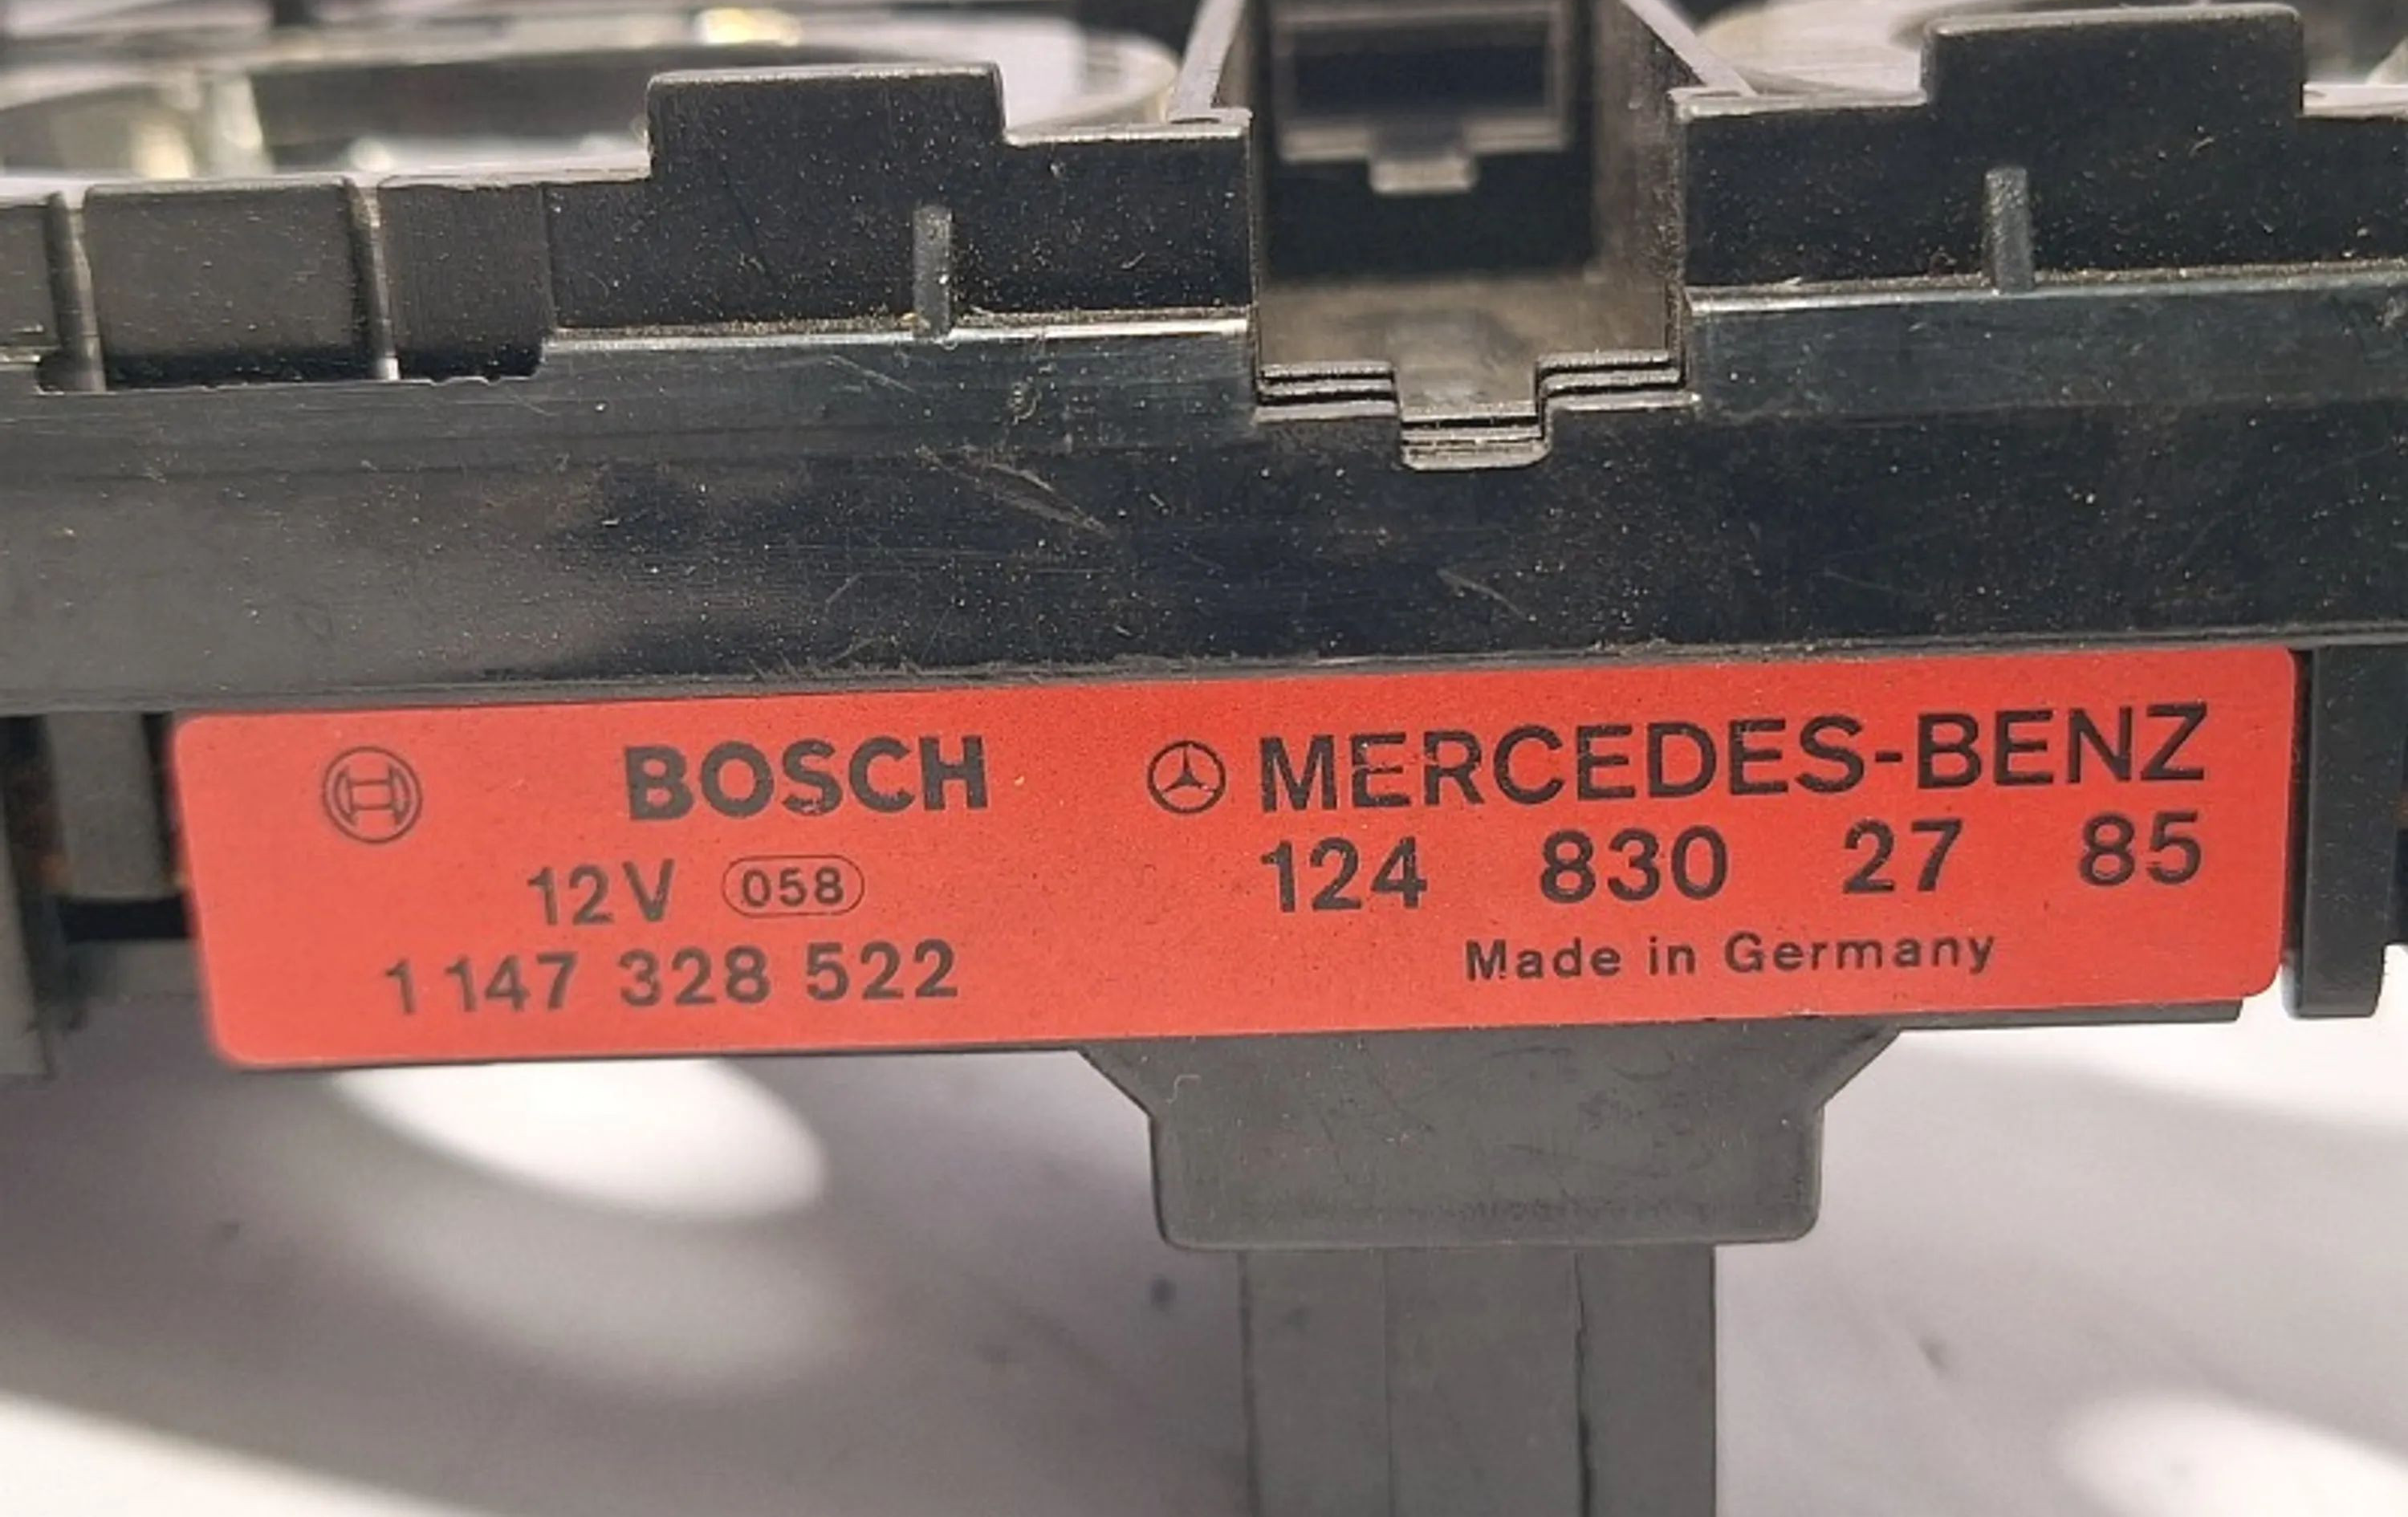 BOSCH
12V 058
1 147 328 522
MERCEDES-BENZ
124 830 27 85
Made in Germany